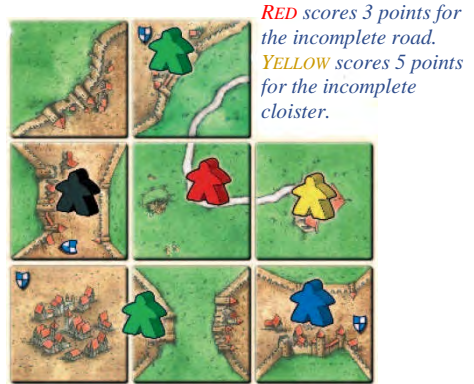 RED scores 3 points for
the incomplete road.
YELLOW scores 5 points
for the incomplete
cloister.